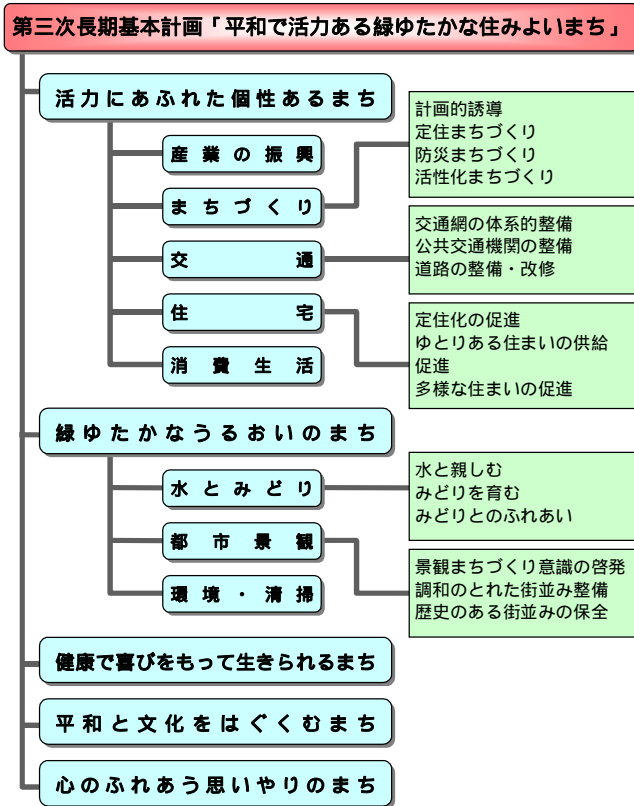 第三次長期基本計画「平和で活力ある緑ゆたかな住みよいまち」
活力にあふれた個性あるまち
産業の振興
まちづくり
計画的誘導
定住まちづくり
防災まちづくり
活性化まちづくり
交通
交通網の体系的整備
公共交通機関の整備
道路の整備・改修
住宅
定住化の促進
ゆとりある住まいの供給
促進
多様な住まいの促進
消費生活
緑ゆたかなうるおいのまち
水とみどり
水と親しむ
みどりを育む
みどりとのふれあい
都市景観
景観まちづくり意識の啓発
調和のとれた街並み整備
歴史のある街並みの保全
環境・清掃
健康で喜びをもって生きられるまち
平和と文化をはぐくむまち
心のふれあう思いやりのまち